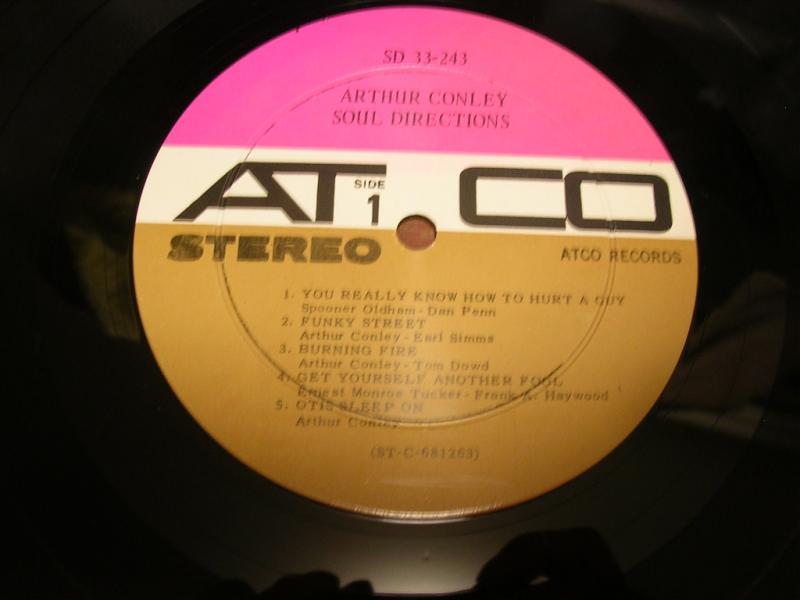 SD 33-243
ARTHUR CONLEY
SOUL DIRECTIONS
ATCO
SIDE
1
STEREO
ATCO RECORDS
1. YOU REALLY KNOW HOW TO HURT A GUY
Spooner Oldham - Dan Penn
2. FUNKY STREET
Arthur Conley - Earl Simms
3. BURNING FIRE
Arthur Conley - Tom Dowd
4. GET YOURSELF ANOTHER FOOL
Ernest Monroe Tucker - Frank A. Haywood
5. OTIS SLEEP ON
Arthur Conley
(ST-C-681263)